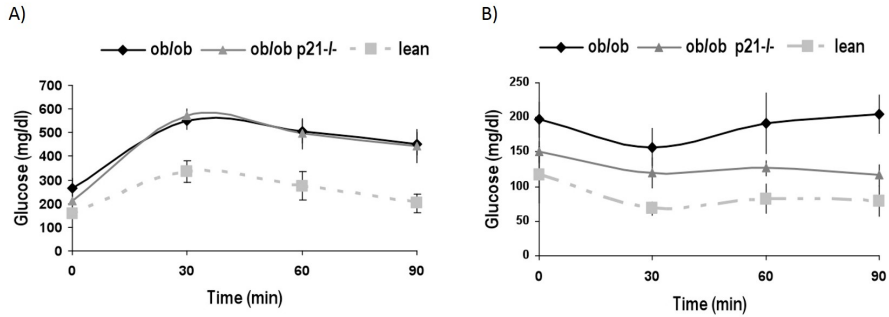 A)
ob/ob ob/ob p21-/- lean
700
600
500
400
300
200
100
0
Glucose (mg/dl)
0 30 60 90
Time (min)
B)
ob/ob ob/ob p21-/- lean
250
200
150
100
50
0
Glucose (mg/dl)
0 30 60 90
Time (min)